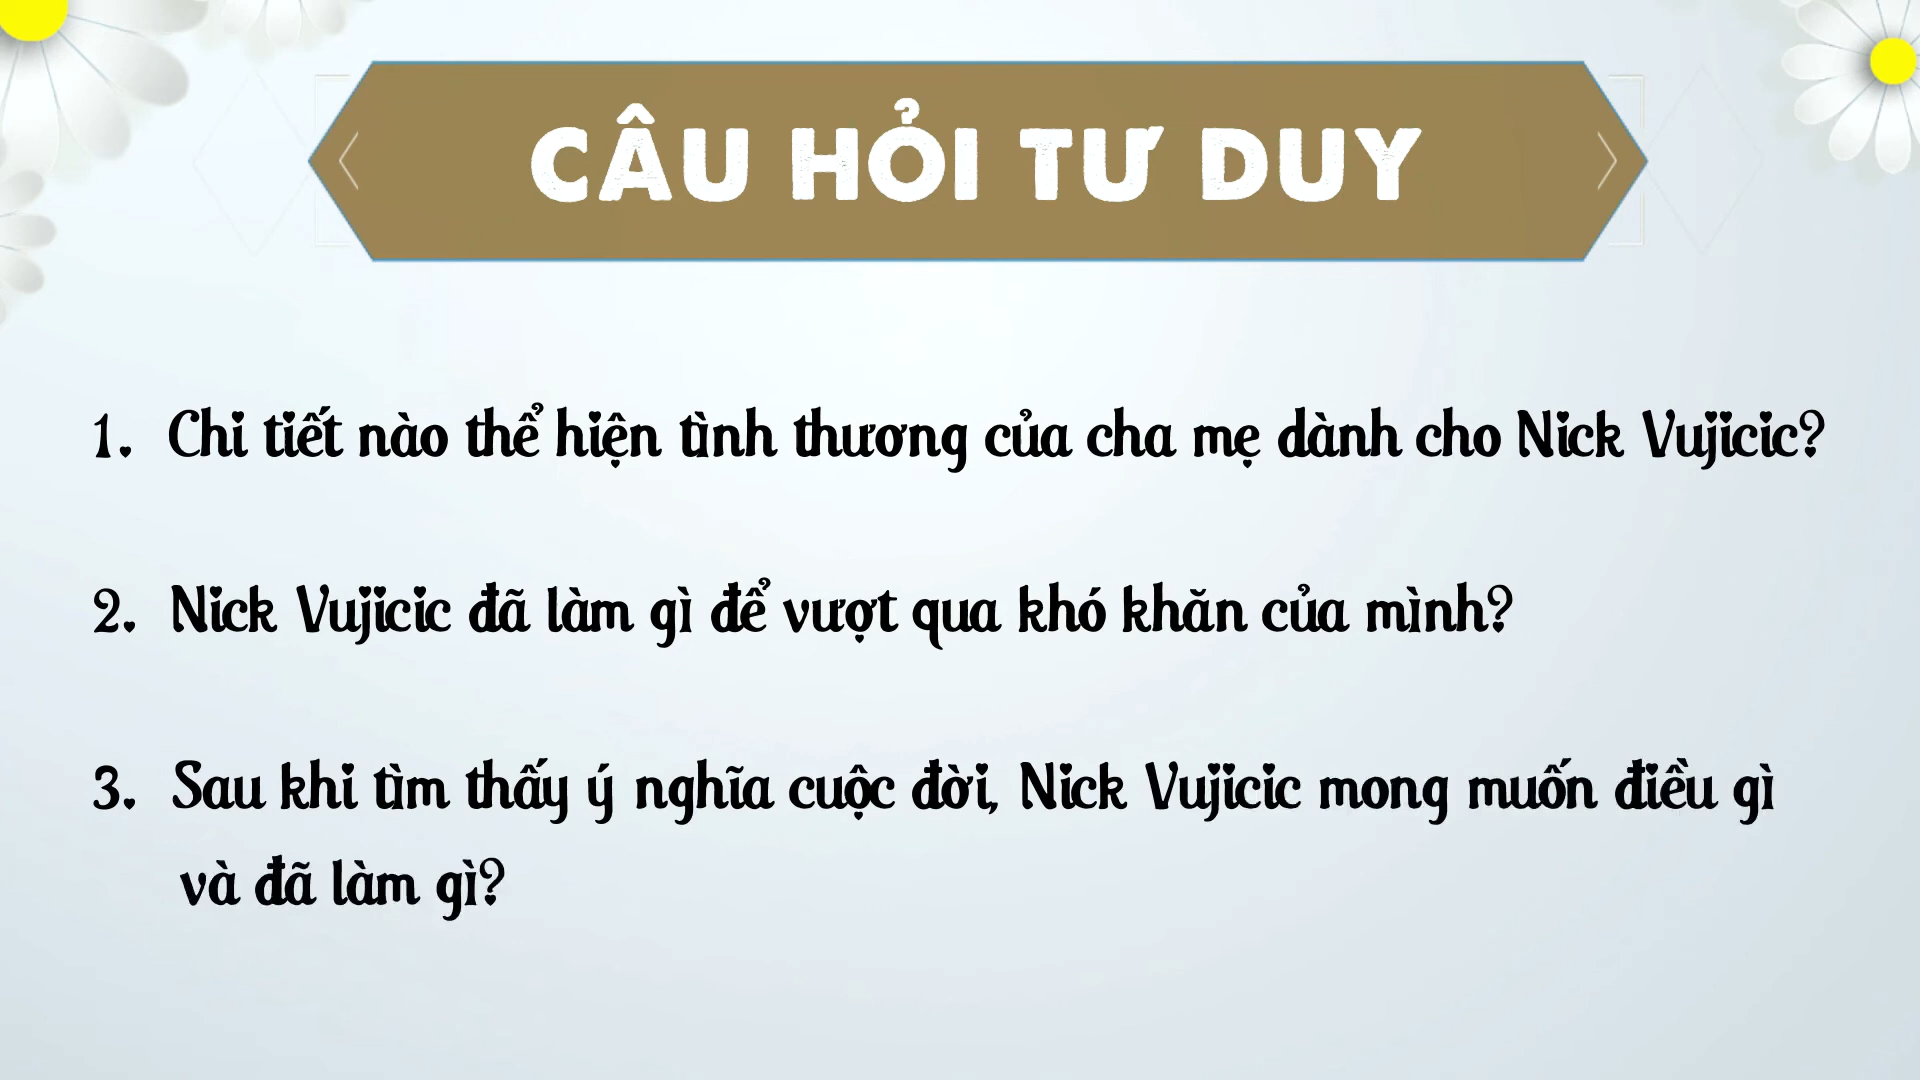 CÂU HỎI TƯ DUY
1. Chi tiết nào thể hiện tình thương của cha mẹ dành cho Nick Vujicic?
2. Nick Vujicic đã làm gì để vượt qua khó khăn của mình?
3. Sau khi tìm thấy ý nghĩa cuộc đời, Nick Vujicic mong muốn điều gì
và đã làm gì?